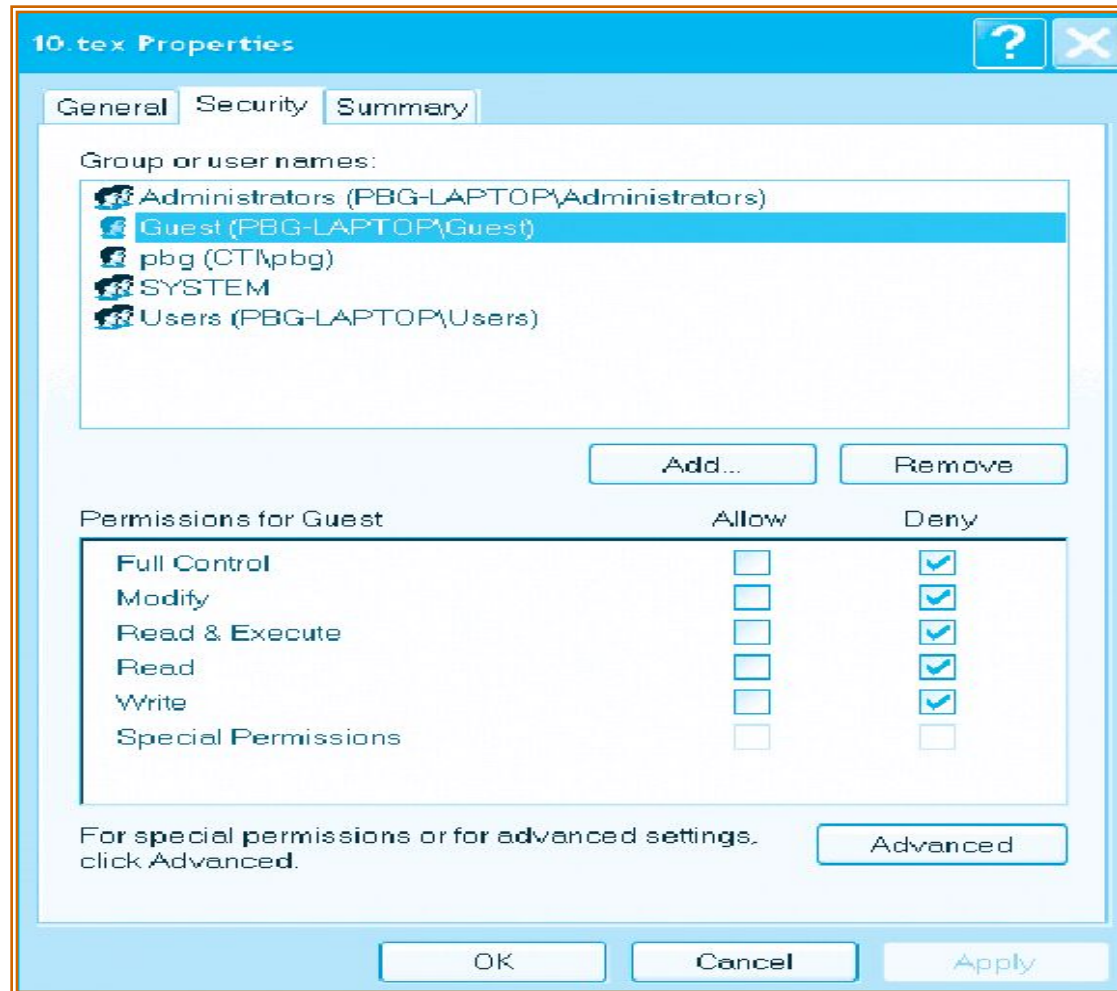 10.tex Properties
General Security Summary
Group or user names:
Administrators (PBG-LAPTOP\Administrators)
Guest (PBG-LAPTOP\Guest)
pbg (CTI\pbg)
SYSTEM
Users (PBG-LAPTOP\Users)
Add... Remove
Permissions for Guest Allow Deny
Full Control
Modify
Read & Execute
Read
Write
Special Permissions
For special permissions or for advanced settings,
click Advanced. Advanced
OK Cancel Apply